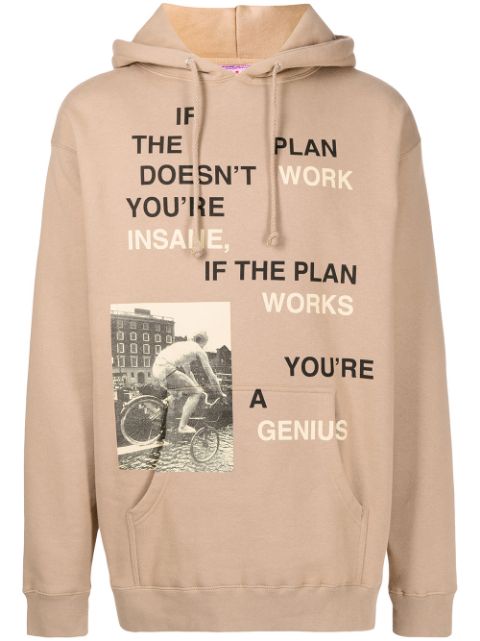 IF
THE PLAN
DOESN'T WORK
YOU'RE
INSANE,
IF THE PLAN
WORKS
YOU'RE
A
GENIUS